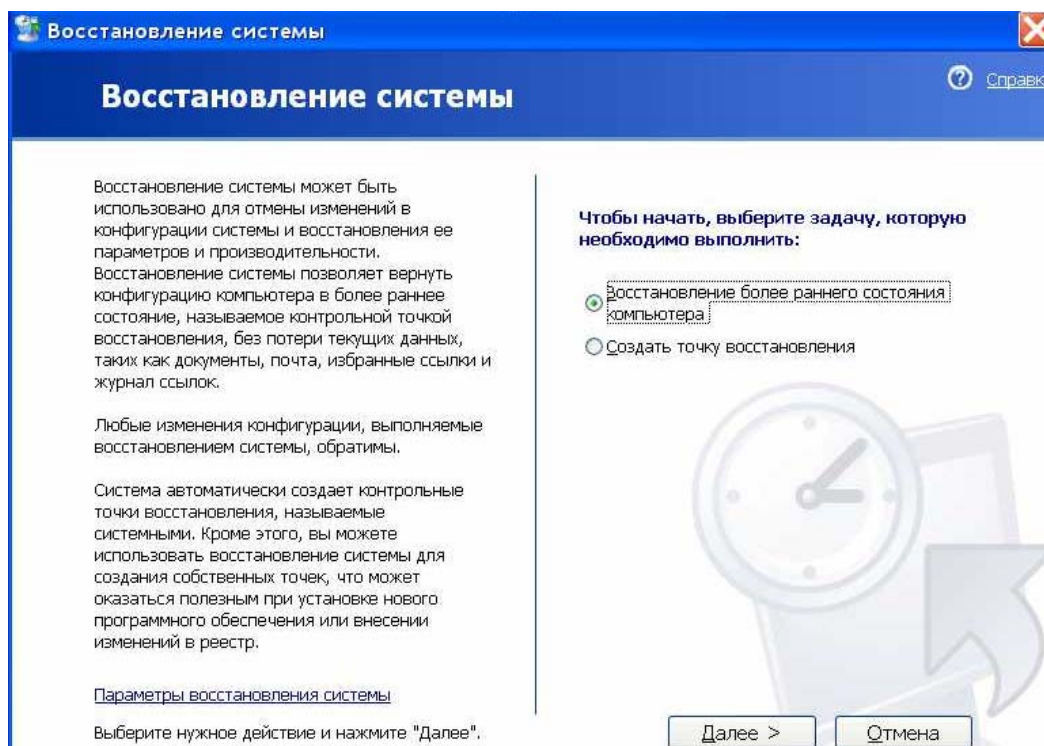 Восстановление системы
Восстановление системы
Справк
Восстановление системы может быть
использовано для отмены изменений в
конфигурации системы и восстановления ее
параметров и производительности.
Восстановление системы позволяет вернуть
конфигурацию компьютера в более раннее
состояние, называемое контрольной точкой
восстановления, без потери текущих данных,
таких как документы, почта, избранные ссылки и
журнал ссылок.
Любые изменения конфигурации, выполняемые
восстановлением системы, обратимы.
Система автоматически создает контрольные
точки восстановления, называемые
системными. Кроме этого, вы можете
использовать восстановление системы для
создания собственных точек, что может
оказаться полезным при установке нового
программного обеспечения или внесении
изменений в реестр.
Параметры восстановления системы
Выберите нужное действие и нажмите "Далее".
Чтобы начать, выберите задачу, которую
необходимо выполнить:
Восстановление более раннего состояния
компьютера
Создать точку восстановления
Далее >
Отмена